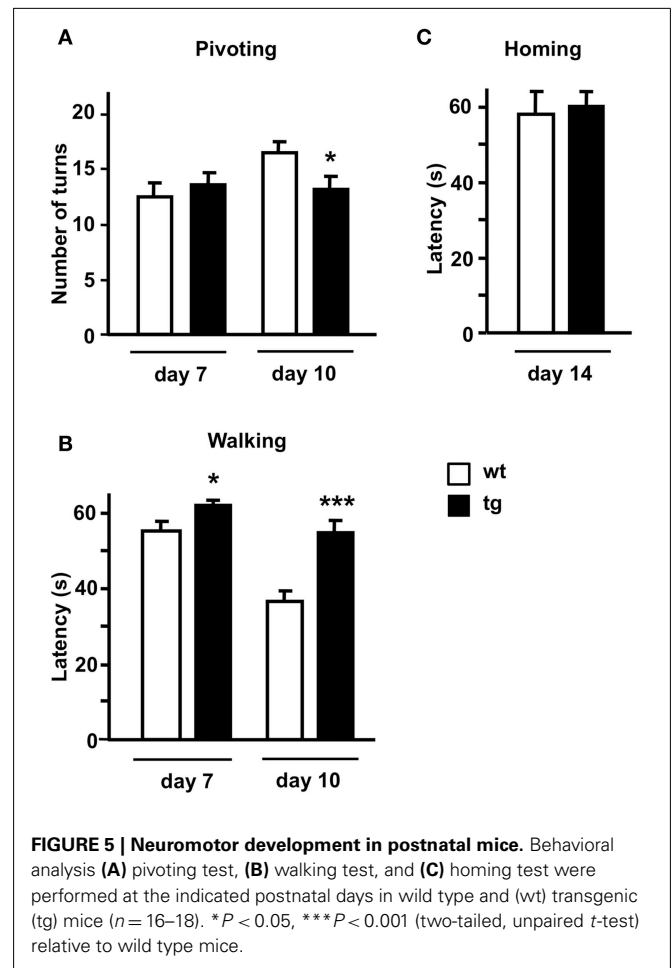 A
Pivoting
Number of turns
20
15
10
5
0
*
day 7
day 10
C
Homing
Latency (s)
60
40
20
0
day 14
B
Walking
Latency (s)
60
40
20
0
*
***
day 7
day 10
wt
tg
FIGURE 5 | Neuromotor development in postnatal mice. Behavioral
analysis (A) pivoting test, (B) walking test, and (C) homing test were
performed at the indicated postnatal days in wild type and (wt) transgenic
(tg) mice (n = 16–18). *P < 0.05, ***P < 0.001 (two-tailed, unpaired t-test)
relative to wild type mice.